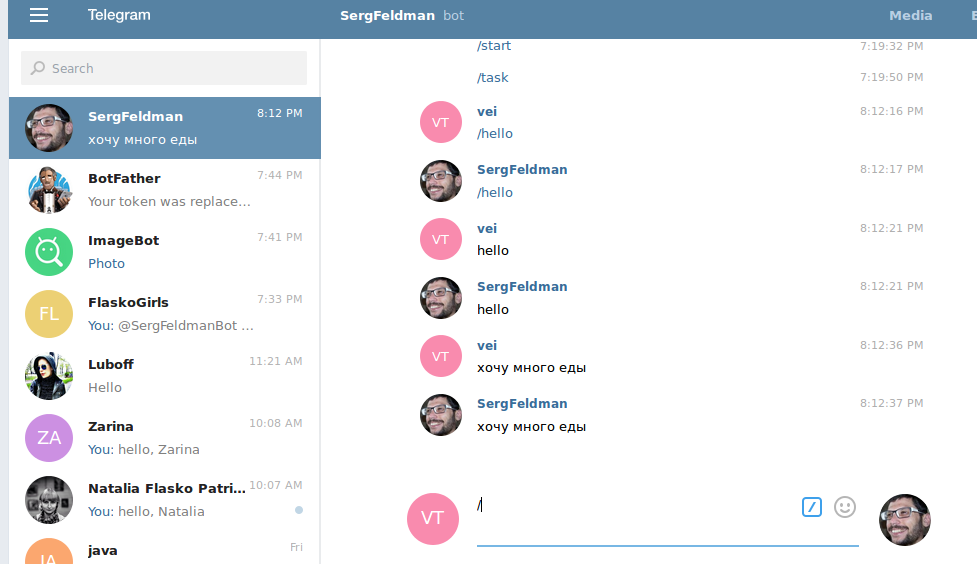 Telegram
SergFeldman bot
Media
Search
SergFeldman 8:12 PM
хочу много еды
BotFather 7:44 PM
Your token was replace...
ImageBot 7:41 PM
Photo
FL
FlaskoGirls 7:33 PM
You: @SergFeldmanBot ...
Luboff 11:21 AM
Hello
ZA
Zarina 10:08 AM
You: hello, Zarina
Natalia Flasko Patri... 10:07 AM
You: hello, Natalia
JA
java Fri
/start 7:19:32 PM
/task 7:19:50 PM
VT
vei 8:12:16 PM
/hello
SergFeldman 8:12:17 PM
/hello
VT
vei 8:12:21 PM
hello
SergFeldman 8:12:21 PM
hello
VT
vei 8:12:36 PM
хочу много еды
SergFeldman 8:12:37 PM
хочу много еды
VT
/
/